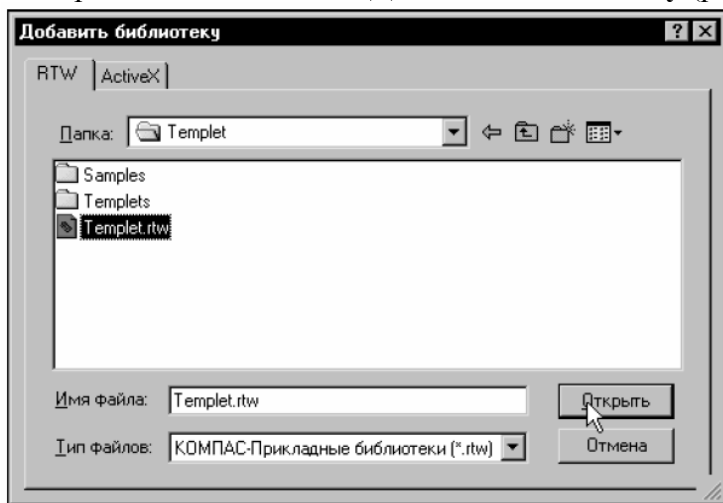 Добавить библиотеку
RTW ActiveX
Папка: Templet
Samples
Templets
Templet.rtw
Имя файла: Templet.rtw Открыть
Тип файлов: КОМПАС-Прикладные библиотеки (*.rtw) Отмена